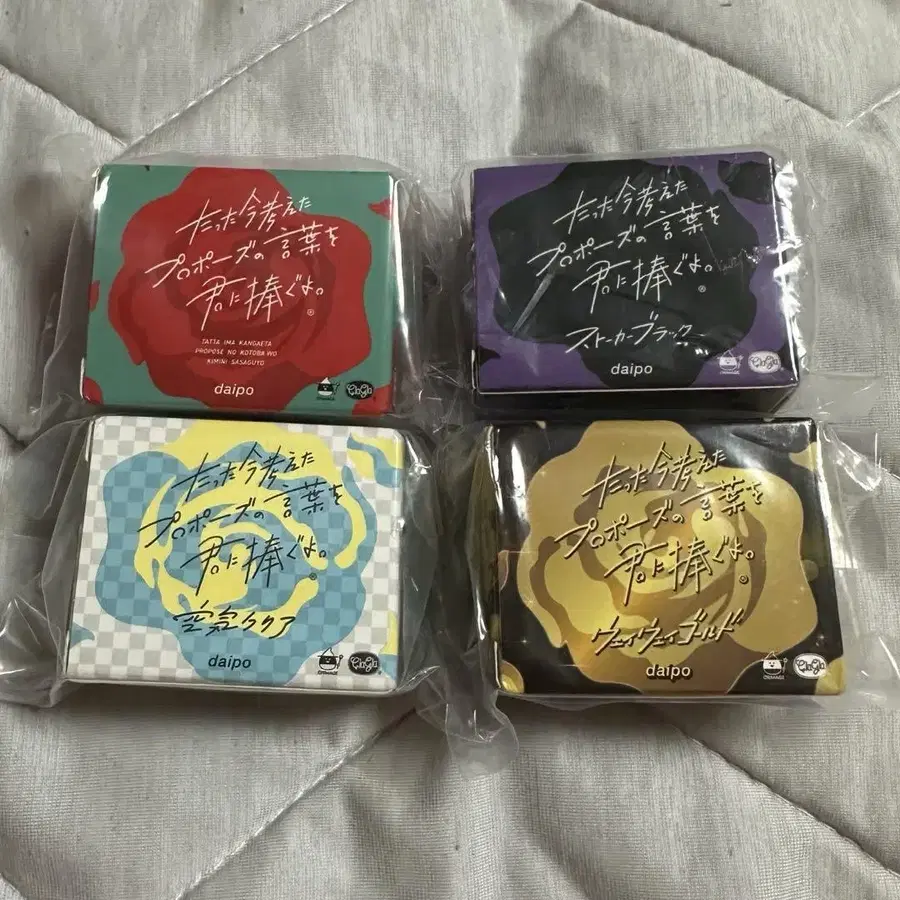 たった今考えた
プロポーズの言葉を
君に捧ぐよ。
®
TATTA IMA KANGAETA
PROPOSE NO KOTOBA WO
KIMINI SASAGUYO
daipo
ClaGla
たった今考えた
プロポーズの言葉を
君に捧ぐよ。
®
ストーカーブラック
daipo
ClaGla
たった今考えた
プロポーズの言葉を
君に捧ぐよ。
®
空気ククア
daipo
ClaGla
たった今考えた
プロポーズの言葉を
君に捧ぐよ。
®
ウェイウェイゴールド
daipo
ClaGla